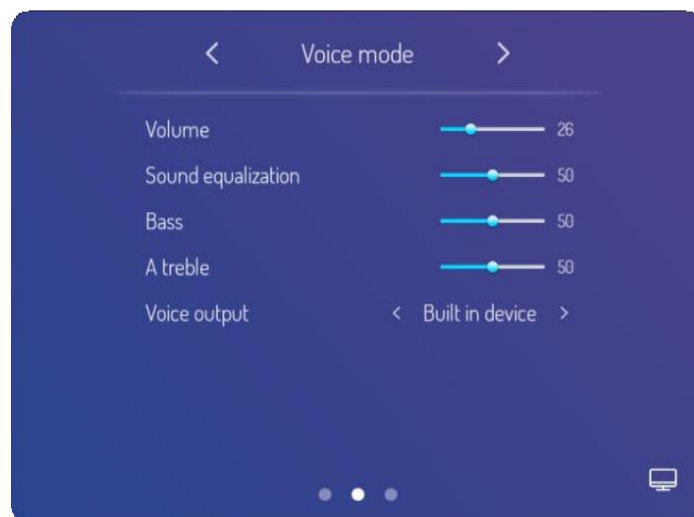 Voice mode
Volume 26
Sound equalization 50
Bass 50
A treble 50
Voice output < Built in device >